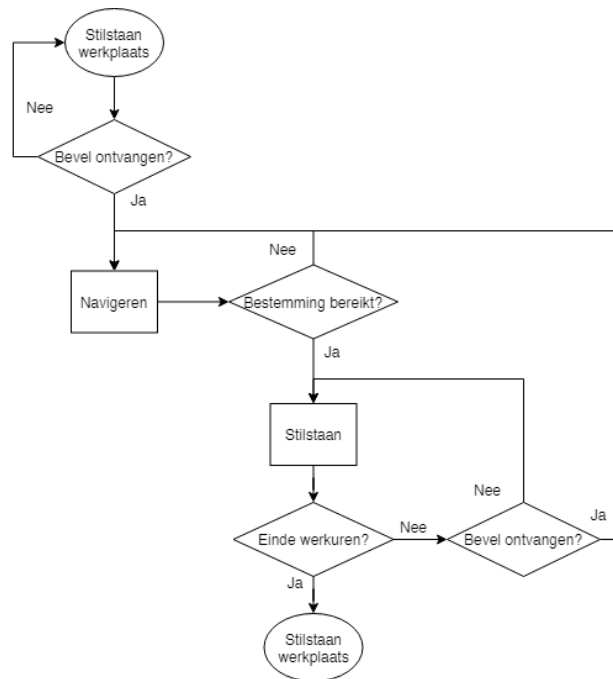 Stilstaan
werkplaats
Nee
Bevel ontvangen?
Ja
Nee
Navigeren
Bestemming bereikt?
Ja
Stilstaan
Nee
Ja
Einde werkuren?
Nee
Bevel ontvangen?
Ja
Stilstaan
werkplaats